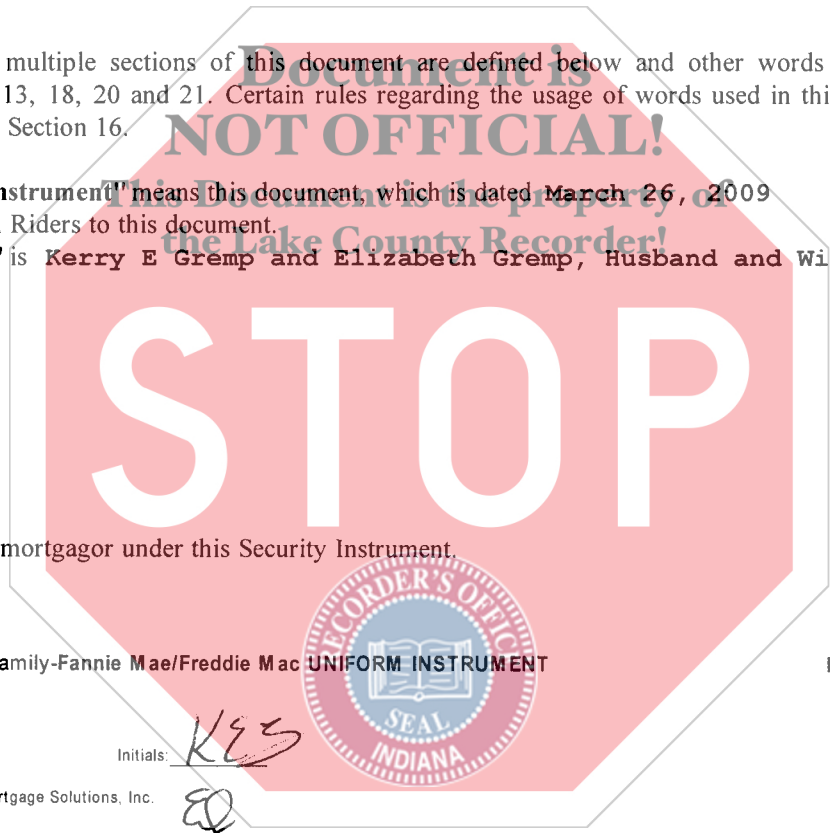 multiple sections of this document are defined below and other words
Document is
13, 18, 20 and 21. Certain rules regarding the usage of words used in thi
Section 16.
NOT OFFICIAL!
nstrument" means this document, which is dated March 26, 2009
This Document is the property of
Riders to this document.
the Lake County Recorder!
is Kerry E Gremp and Elizabeth Gremp, Husband and Wi
STOP
mortgagor under this Security Instrument.
RECORDER'S OFFICE
SEAL
INDIANA
amily-Fannie Mae/Freddie Mac UNIFORM INSTRUMENT
Initials: KEG
rtgage Solutions, Inc.
EG